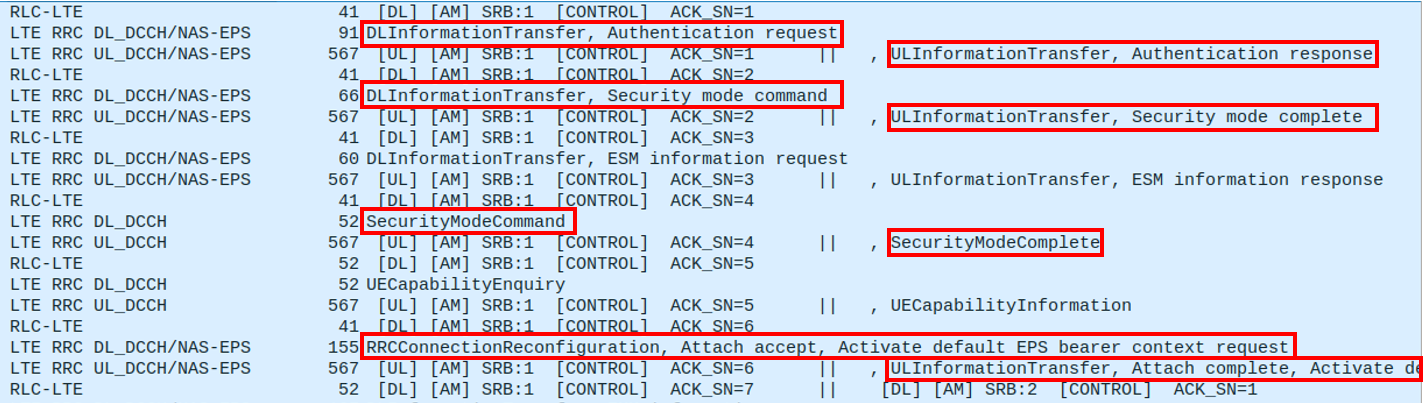 RLC-LTE 41 [DL] [AM] SRB:1 [CONTROL] ACK_SN=1
LTE RRC DL_DCCH/NAS-EPS 91 DLInformationTransfer, Authentication request
LTE RRC UL_DCCH/NAS-EPS 567 [UL] [AM] SRB:1 [CONTROL] ACK_SN=1 || , ULInformationTransfer, Authentication response
RLC-LTE 41 [DL] [AM] SRB:1 [CONTROL] ACK_SN=2
LTE RRC DL_DCCH/NAS-EPS 66 DLInformationTransfer, Security mode command
LTE RRC UL_DCCH/NAS-EPS 567 [UL] [AM] SRB:1 [CONTROL] ACK_SN=2 || , ULInformationTransfer, Security mode complete
RLC-LTE 41 [DL] [AM] SRB:1 [CONTROL] ACK_SN=3
LTE RRC DL_DCCH/NAS-EPS 60 DLInformationTransfer, ESM information request
LTE RRC UL_DCCH/NAS-EPS 567 [UL] [AM] SRB:1 [CONTROL] ACK_SN=3 || , ULInformationTransfer, ESM information response
RLC-LTE 41 [DL] [AM] SRB:1 [CONTROL] ACK_SN=4
LTE RRC DL_DCCH 52 SecurityModeCommand
LTE RRC UL_DCCH 567 [UL] [AM] SRB:1 [CONTROL] ACK_SN=4 || , SecurityModeComplete
RLC-LTE 52 [DL] [AM] SRB:1 [CONTROL] ACK_SN=5
LTE RRC DL_DCCH 52 UECapabilityEnquiry
LTE RRC UL_DCCH 567 [UL] [AM] SRB:1 [CONTROL] ACK_SN=5 || , UECapabilityInformation
RLC-LTE 41 [DL] [AM] SRB:1 [CONTROL] ACK_SN=6
LTE RRC DL_DCCH/NAS-EPS 155 RRCConnectionReconfiguration, Attach accept, Activate default EPS bearer context request
LTE RRC UL_DCCH/NAS-EPS 567 [UL] [AM] SRB:1 [CONTROL] ACK_SN=6 || , ULInformationTransfer, Attach complete, Activate
RLC-LTE 52 [DL] [AM] SRB:1 [CONTROL] ACK_SN=7 || [DL] [AM] SRB:2 [CONTROL] ACK_SN=1